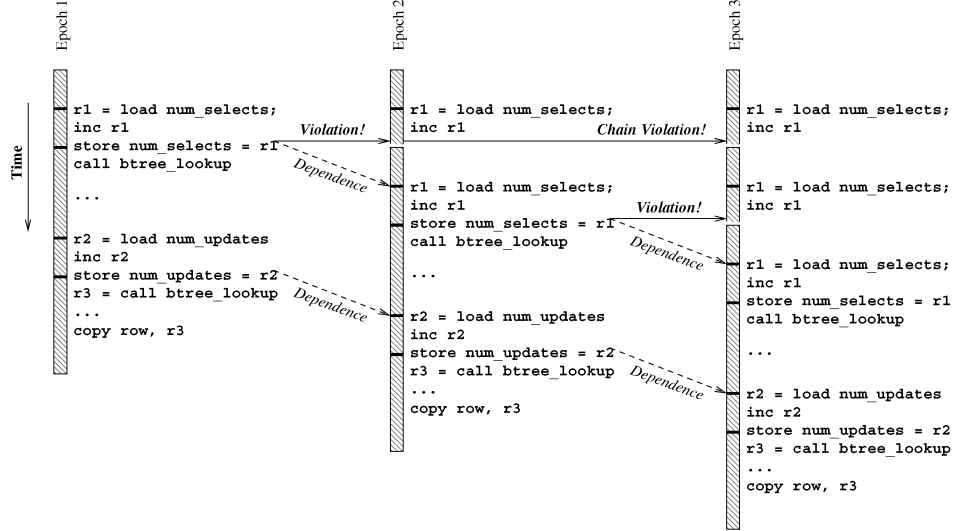 Epoch 1
Epoch 2
Epoch 3
Time
r1 = load num_selects;
inc r1
store num_selects = r1
call btree_lookup
...
r2 = load num_updates
inc r2
store num_updates = r2
r3 = call btree_lookup
...
copy row, r3
Violation!
Dependence
Dependence
r1 = load num_selects;
inc r1
r1 = load num_selects;
inc r1
store num_selects = r1
call btree_lookup
...
r2 = load num_updates
inc r2
store num_updates = r2
r3 = call btree_lookup
...
copy row, r3
Chain Violation!
Violation!
Dependence
Dependence
r1 = load num_selects;
inc r1
r1 = load num_selects;
inc r1
r1 = load num_selects;
inc r1
store num_selects = r1
call btree_lookup
...
r2 = load num_updates
inc r2
store num_updates = r2
r3 = call btree_lookup
...
copy row, r3